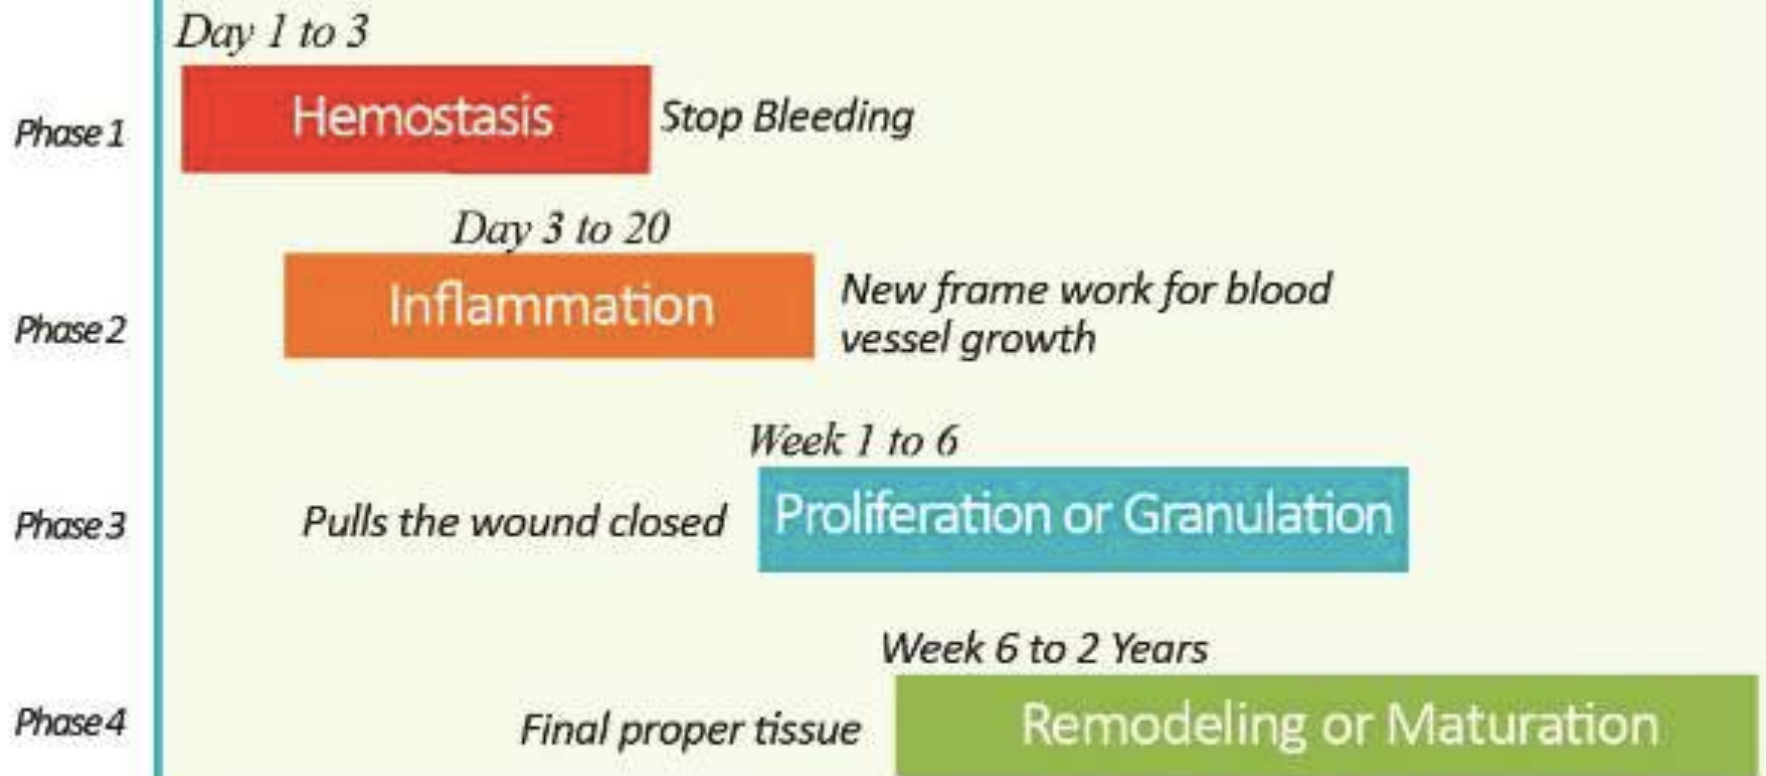 Day 1 to 3
Phase 1
Hemostasis
Stop Bleeding
Day 3 to 20
Phase 2
Inflammation
New frame work for blood
vessel growth
Week 1 to 6
Phase 3
Pulls the wound closed
Proliferation or Granulation
Week 6 to 2 Years
Phase 4
Final proper tissue
Remodeling or Maturation